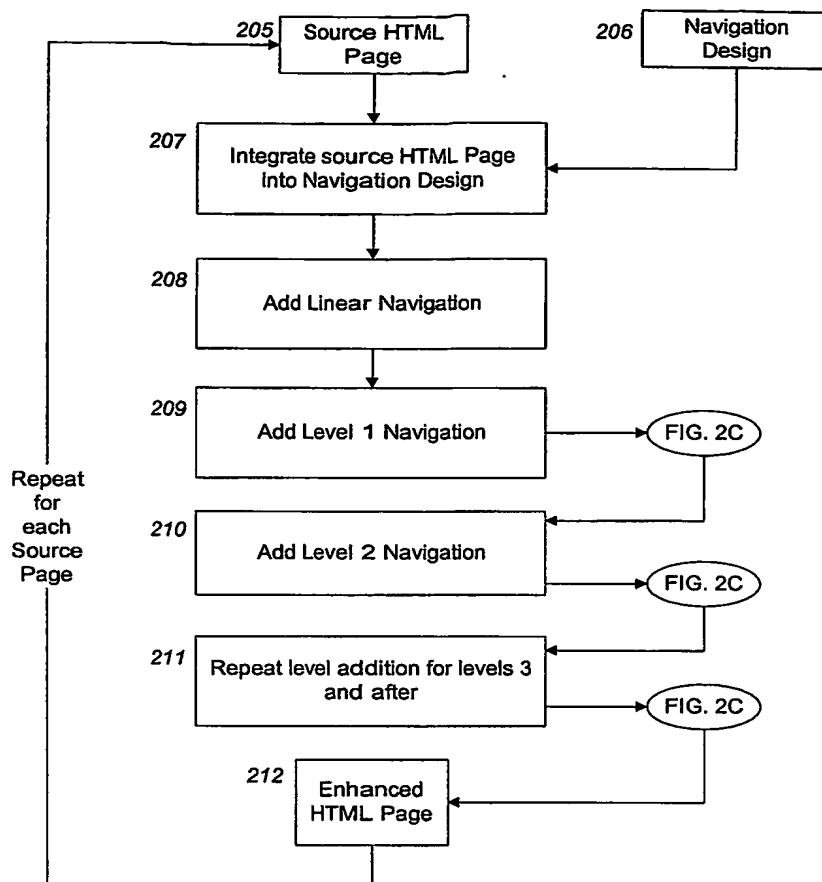 205
Source HTML
Page
206
Navigation
Design
207
Integrate source HTML Page
into Navigation Design
208
Add Linear Navigation
209
Add Level 1 Navigation
FIG. 2C
Repeat
for
each
Source
Page
210
Add Level 2 Navigation
FIG. 2C
211
Repeat level addition for levels 3
and after
FIG. 2C
212
Enhanced
HTML Page